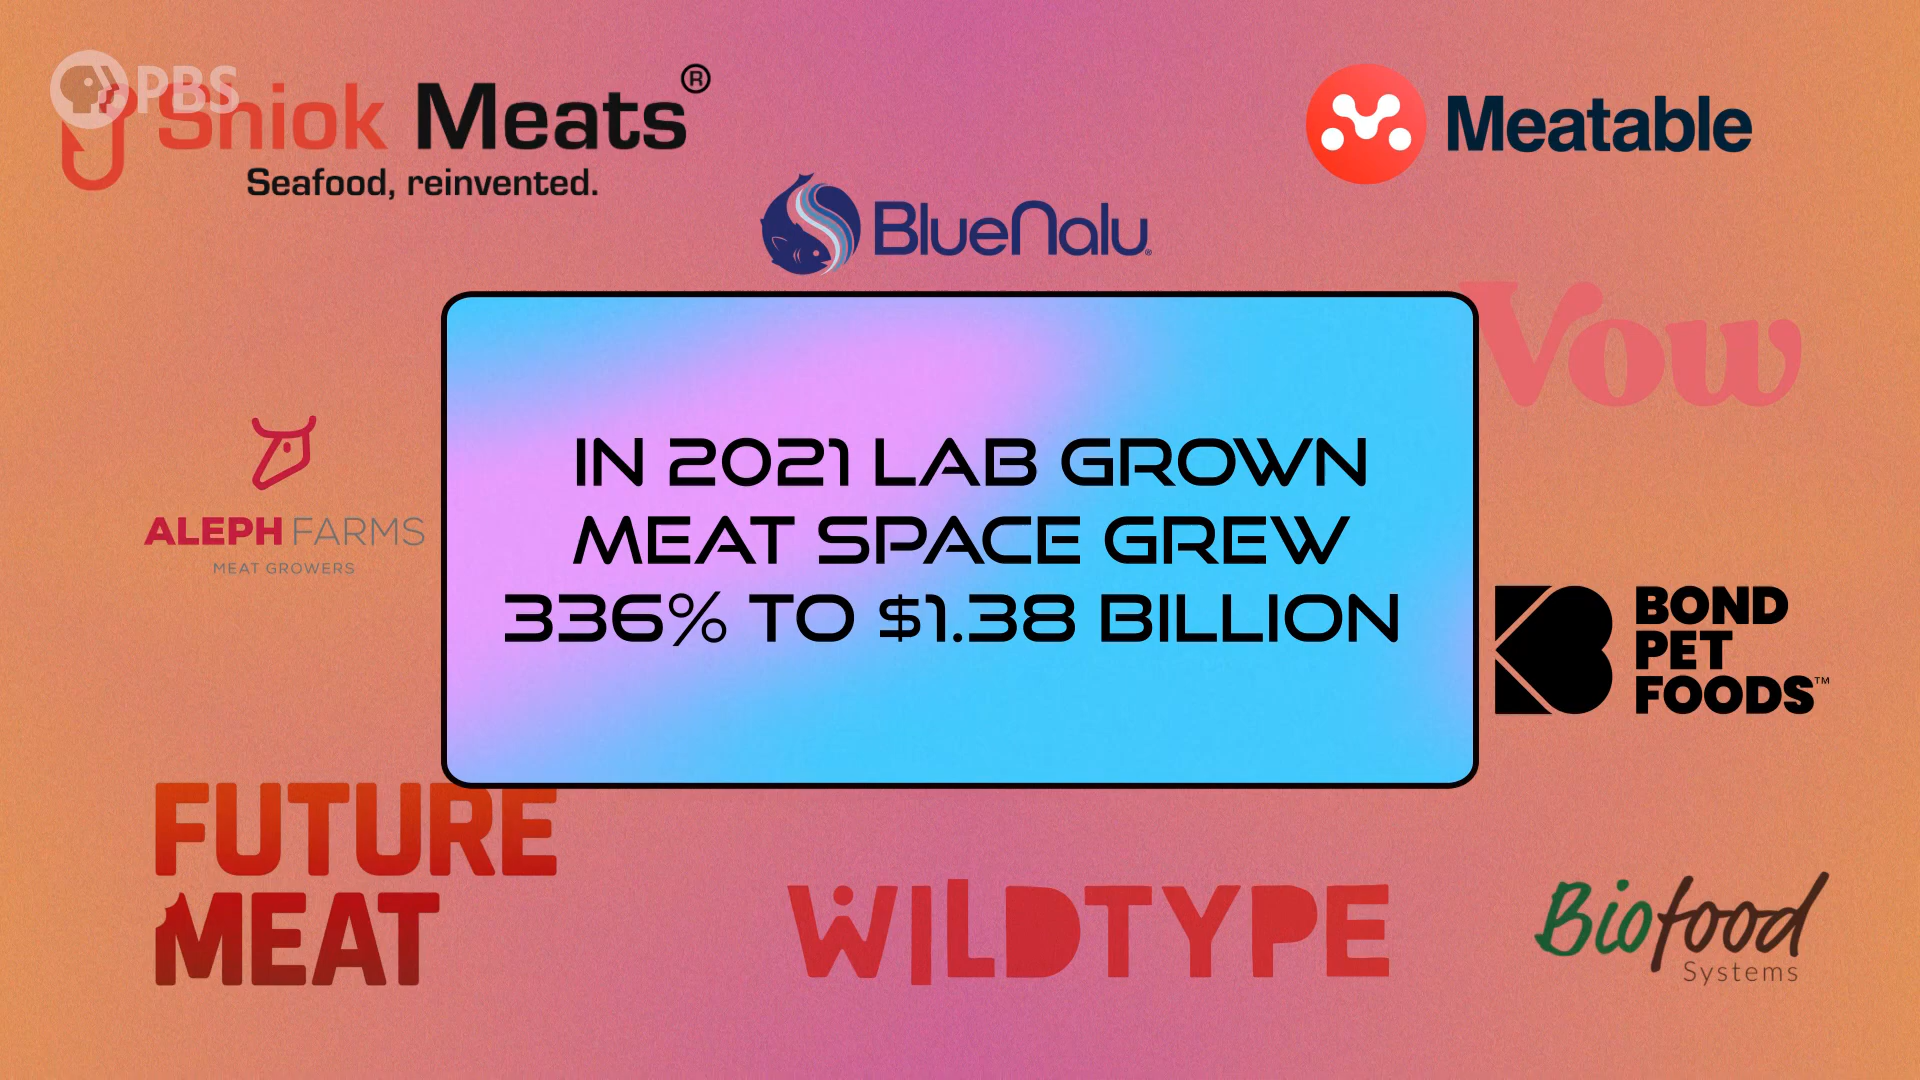 PBS
Shiok Meats®
Seafood, reinvented.
Meatable
BlueNalu®
Vow
IN 2021 LAB GROWN
MEAT SPACE GREW
336% TO $1.38 BILLION
ALEPH FARMS
MEAT GROWERS
BOND
PET
FOODS™
FUTURE
MEAT
WILDTYPE
Biofood
Systems